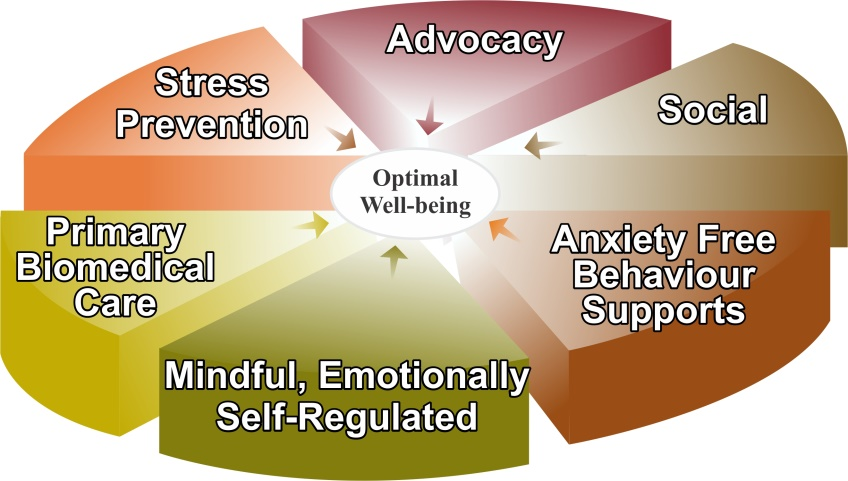 Advocacy
Stress
Prevention
Social
Optimal
Well-being
Primary
Biomedical
Care
Anxiety Free
Behaviour
Supports
Mindful, Emotionally
Self-Regulated